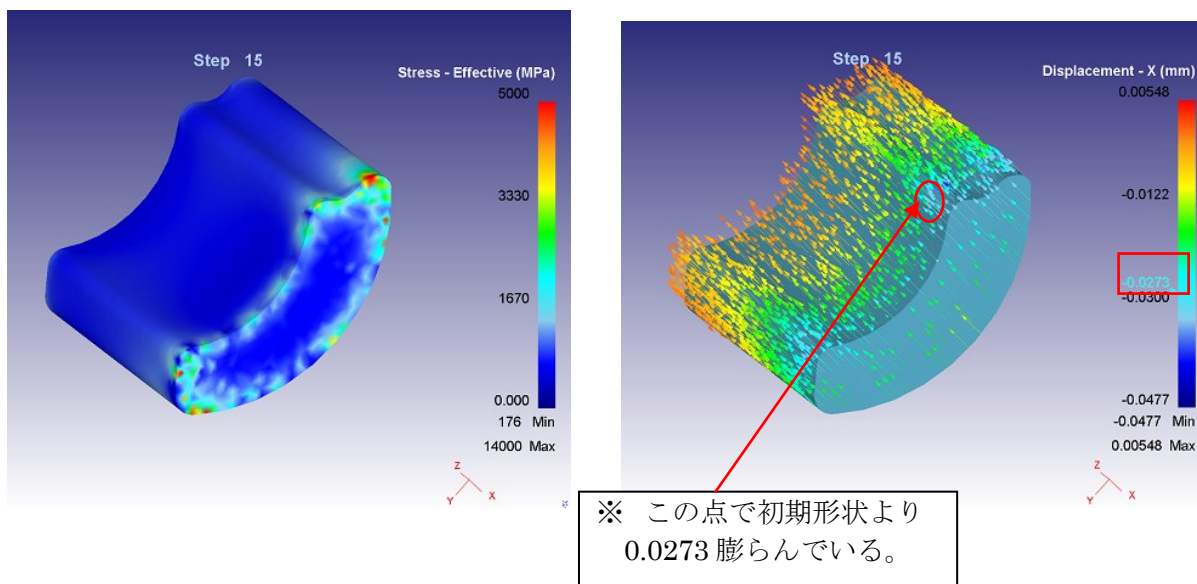 Step 15
Stress - Effective (MPa)
5000
3330
1670
0.000
176 Min
14000 Max
Z
Y
X
Step 15
Displacement - X (mm)
0.00548
-0.0122
-0.0273
-0.0300
-0.0477
-0.0477 Min
0.00548 Max
Z
Y
X
※ この点で初期形状より
0.0273 膨らんでいる。